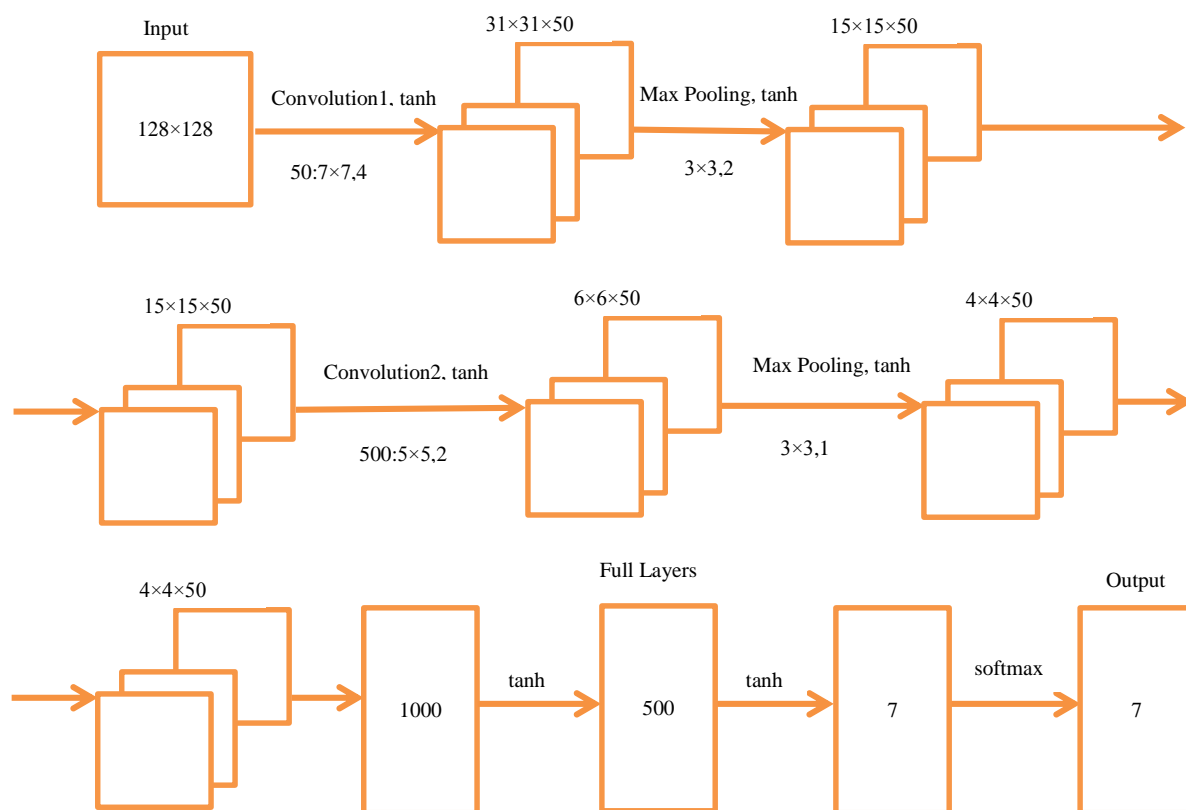 Input
31×31×50
15×15×50
Convolution1, tanh
Max Pooling, tanh
128×128
50:7×7,4
3×3,2
15×15×50
6×6×50
4×4×50
Convolution2, tanh
Max Pooling, tanh
500:5×5,2
3×3,1
4×4×50
Full Layers
Output
tanh
tanh
softmax
1000
500
7
7